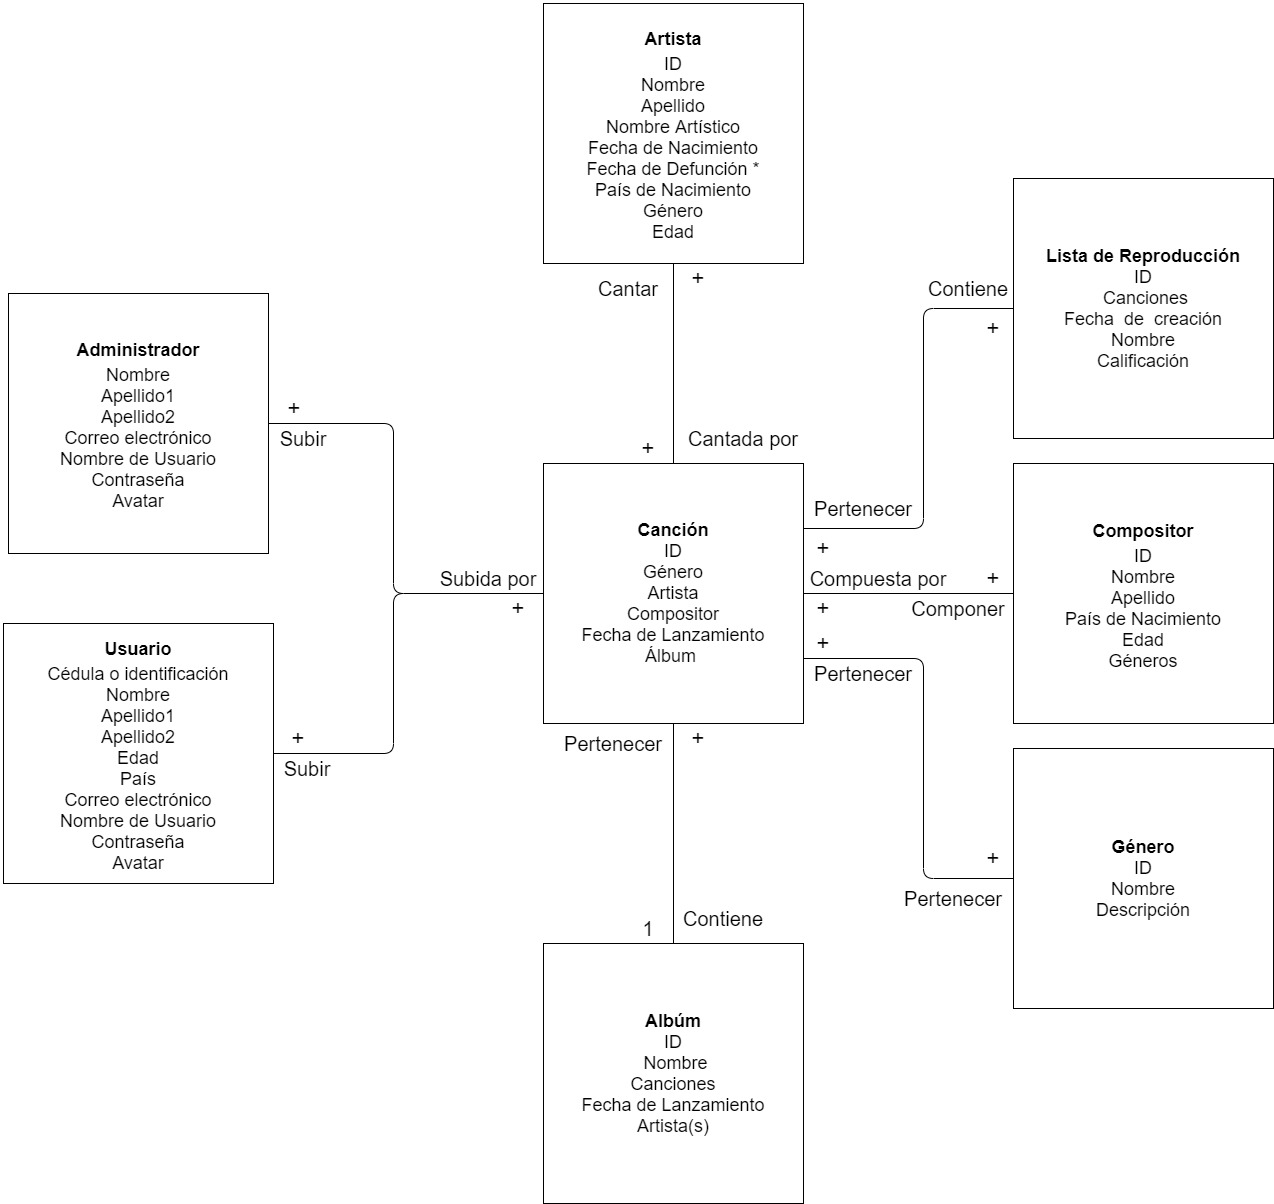 Artista
ID
Nombre
Apellido
Nombre Artístico
Fecha de Nacimiento
Fecha de Defunción *
País de Nacimiento
Género
Edad
+
Cantar
Lista de Reproducción
ID
Canciones
Fecha de creación
Nombre
Calificación
Contiene
+
Administrador
Nombre
Apellido1
Apellido2
Correo electrónico
Nombre de Usuario
Contraseña
Avatar
+
Subir
Cantada por
+
Canción
ID
Género
Artista
Compositor
Fecha de Lanzamiento
Álbum
Pertenecer
+
Compuesta por
+
+
Componer
Compositor
ID
Nombre
Apellido
País de Nacimiento
Edad
Géneros
Subida por
+
Usuario
Cédula o identificación
Nombre
Apellido1
Apellido2
Edad
País
Correo electrónico
Nombre de Usuario
Contraseña
Avatar
+
Subir
+
Pertenecer
Pertenecer
+
Género
ID
Nombre
Descripción
+
Pertenecer
1
Contiene
Albúm
ID
Nombre
Canciones
Fecha de Lanzamiento
Artista(s)